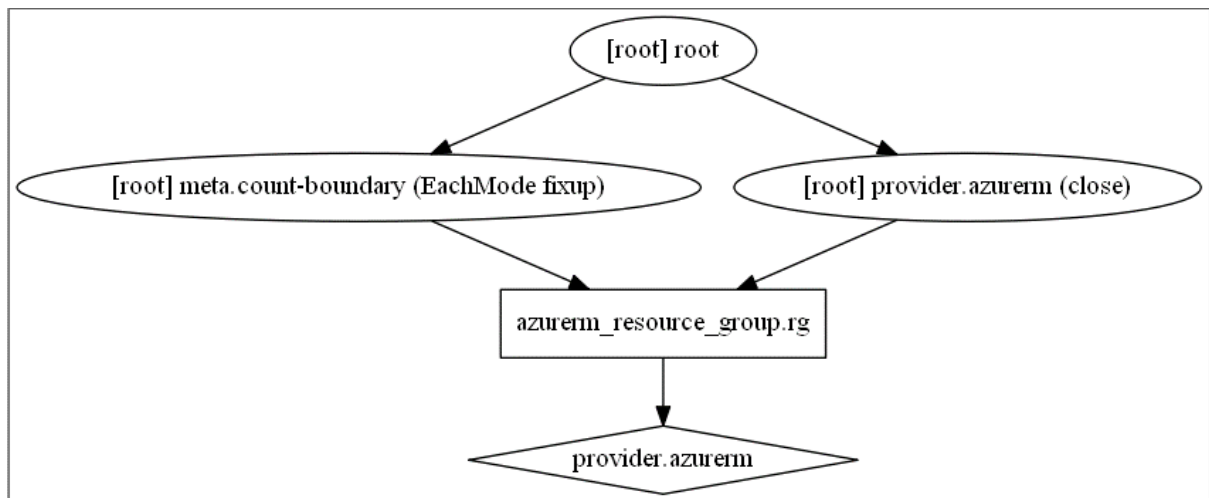 [root] root
[root] meta.count-boundary (EachMode fixup)
[root] provider.azurerm (close)
azurerm_resource_group.rg
provider.azurerm